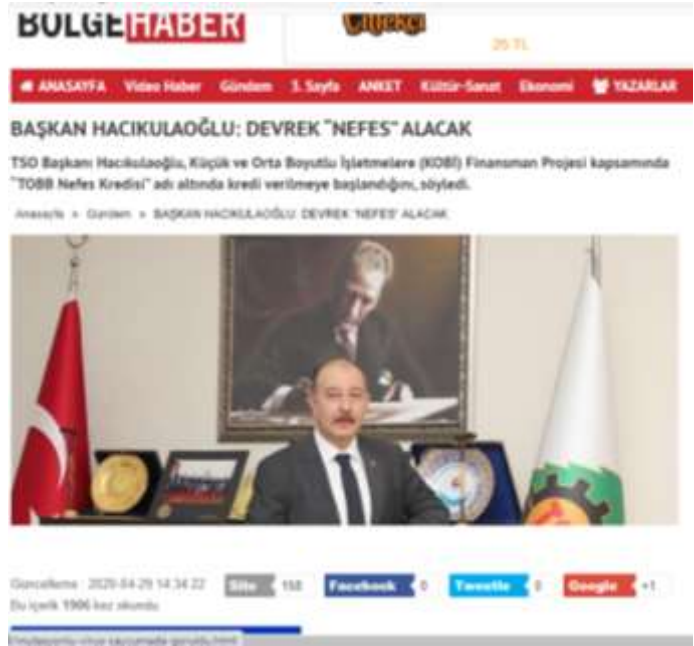 BÖLGE HABER
Çiçekçi
25 TL
ANASAYFA Video Haber Gündem 3. Sayfa ANKET Kültür-Sanat Ekonomi YAZARLAR
BAŞKAN HACIKULAOĞLU: DEVREK "NEFES" ALACAK
TSO Başkanı Hacıkulaoğlu, Küçük ve Orta Boyutlu İşletmelere (KOBİ) Finansman Projesi kapsamında
"TOBB Nefes Kredisi" adı altında kredi verilmeye başlandığını, söyledi.
Anasayfa » Gündem » BAŞKAN HACIKULAOĞLU: DEVREK 'NEFES' ALACAK
Güncelleme : 2020-04-29 14:34:22 Site 158 Facebook 0 Tweetle 0 Google +1
Bu içerik 1906 kez okundu.